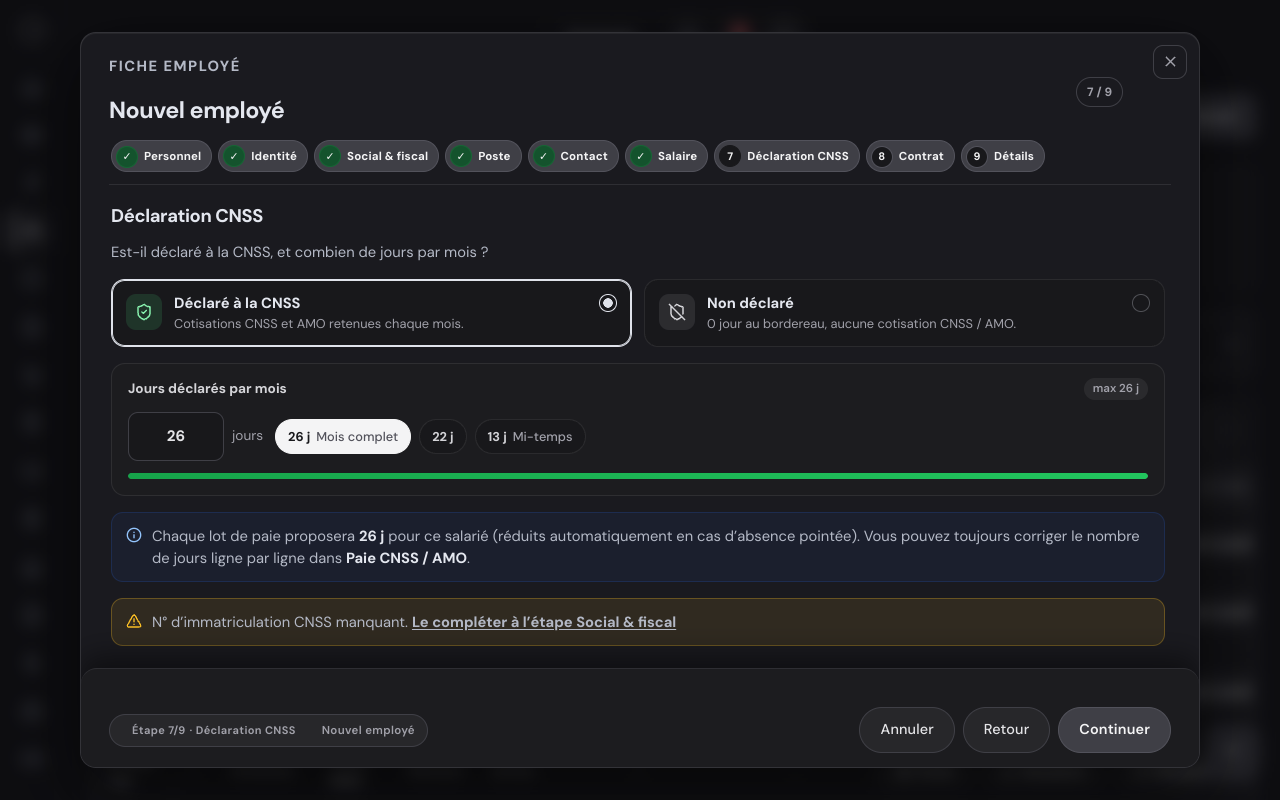 FICHE EMPLOYÉ
Nouvel employé
7 / 9
✓ Personnel ✓ Identité ✓ Social & fiscal ✓ Poste ✓ Contact ✓ Salaire 7 Déclaration CNSS 8 Contrat 9 Détails
Déclaration CNSS
Est-il déclaré à la CNSS, et combien de jours par mois ?
Déclaré à la CNSS
Cotisations CNSS et AMO retenues chaque mois.
Non déclaré
0 jour au bordereau, aucune cotisation CNSS / AMO.
Jours déclarés par mois
max 26 j
26 jours 26 j Mois complet 22 j 13 j Mi-temps
Chaque lot de paie proposera 26 j pour ce salarié (réduits automatiquement en cas d’absence pointée). Vous pouvez toujours corriger le nombre
de jours ligne par ligne dans Paie CNSS / AMO.
N° d’immatriculation CNSS manquant. Le compléter à l’étape Social & fiscal
Étape 7/9 · Déclaration CNSS Nouvel employé
Annuler Retour Continuer